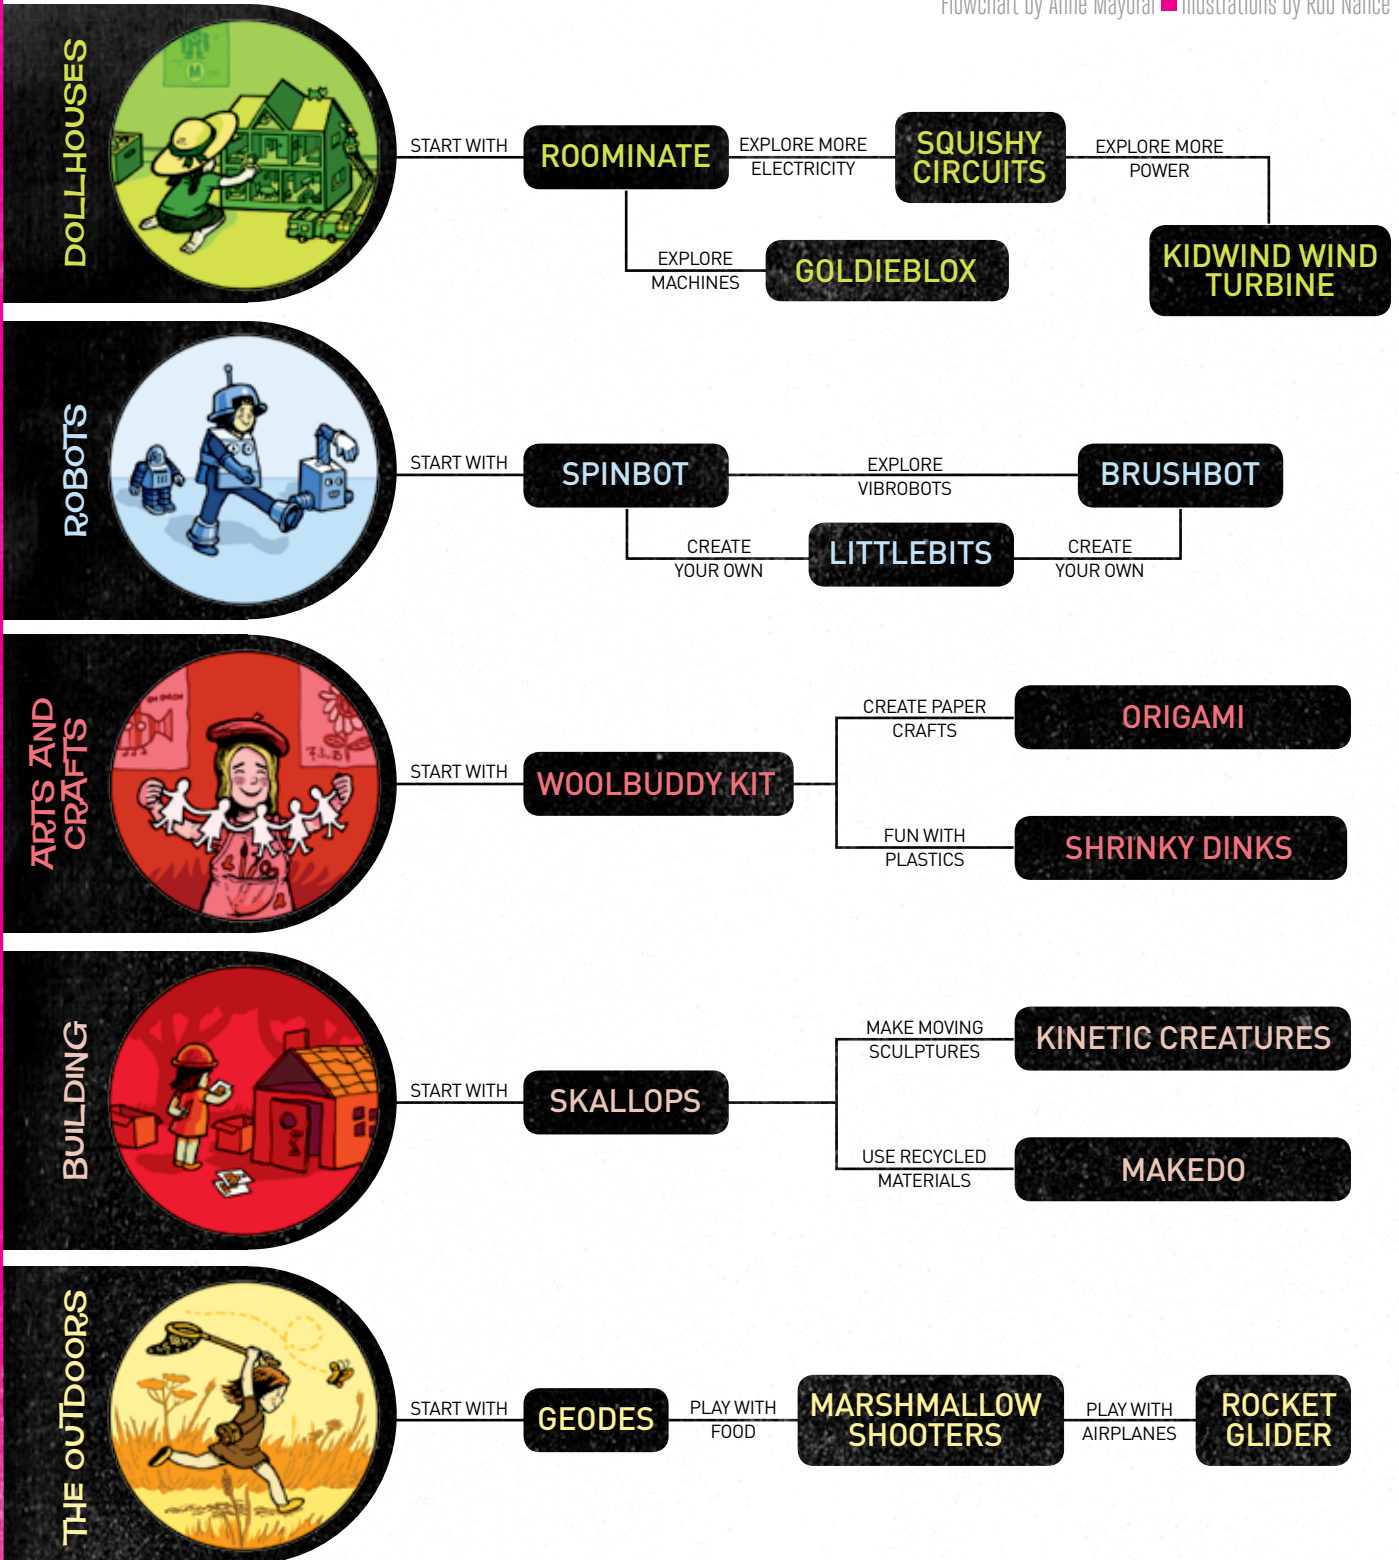 Flowchart by Anne Mayoral ■ Illustrations by Rob Nance
DOLLHOUSES
M
START WITH
ROOMINATE
EXPLORE MORE
ELECTRICITY
SQUISHY
CIRCUITS
EXPLORE MORE
POWER
KIDWIND WIND
TURBINE
EXPLORE
MACHINES
GOLDIEBLOX
ROBOTS
START WITH
SPINBOT
EXPLORE
VIBROBOTS
BRUSHBOT
CREATE
YOUR OWN
LITTLEBITS
CREATE
YOUR OWN
ARTS AND
CRAFTS
START WITH
WOOLBUDDY KIT
CREATE PAPER
CRAFTS
ORIGAMI
FUN WITH
PLASTICS
SHRINKY DINKS
BUILDING
START WITH
SKALLOPS
MAKE MOVING
SCULPTURES
KINETIC CREATURES
USE RECYCLED
MATERIALS
MAKEDO
THE OUTDOORS
START WITH
GEODES
PLAY WITH
FOOD
MARSHMALLOW
SHOOTERS
PLAY WITH
AIRPLANES
ROCKET
GLIDER